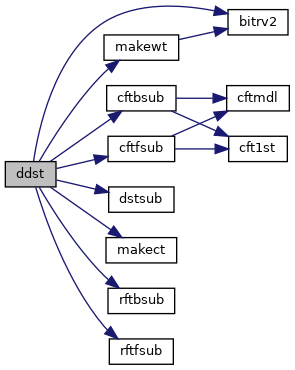 bitrv2
makewt
cftbsub
cftmdl
cftfsub
cft1st
ddst
dstsub
makect
rftbsub
rftfsub